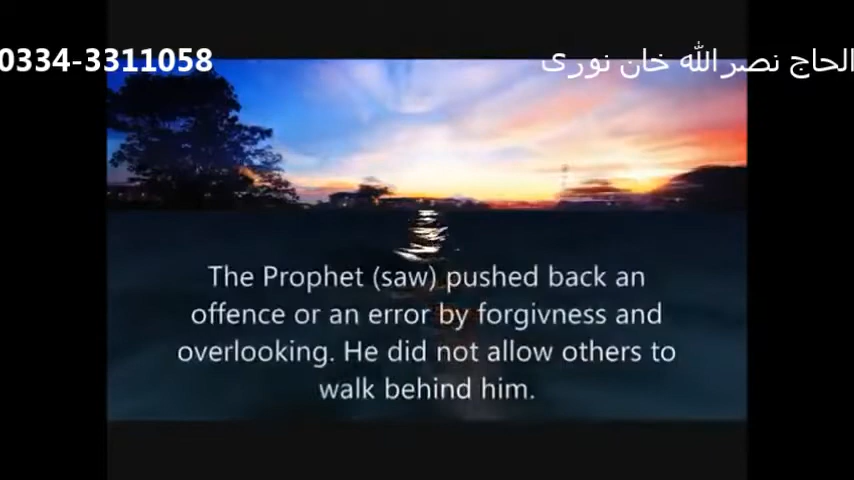 0334-3311058
الحاج نصر الله خان نوری
The Prophet (saw) pushed back an
offence or an error by forgivness and
overlooking. He did not allow others to
walk behind him.